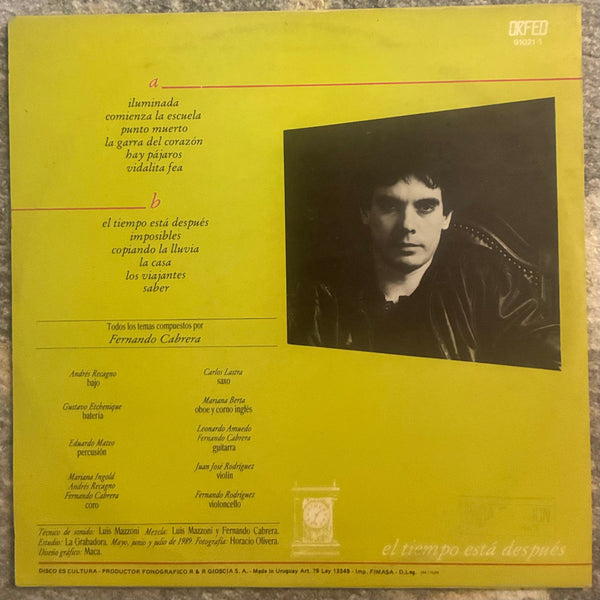 ORFEO
91021-1
a
iluminada
comienza la escuela
punto muerto
la garra del corazón
hay pájaros
vidalita fea
b
el tiempo está después
imposibles
copiando la lluvia
la casa
los viajantes
saber
Todos los temas compuestos por
Fernando Cabrera
Andrés Recagno
bajo
Gustavo Etchenique
batería
Eduardo Mateo
percusión
Mariana Ingold
Andrés Recagno
Fernando Cabrera
coro
Carlos Lastra
saxo
Mariana Berta
oboe y corno inglés
Leonardo Amuedo
Fernando Cabrera
guitarra
Juan José Rodríguez
violín
Fernando Rodríguez
violoncello
Técnico de sonido: Luis Mazzoni Mezcla: Luis Mazzoni y Fernando Cabrera.
Estudio: La Grabadora. Mayo, junio y julio de 1989. Fotografía: Horacio Olivera.
Diseño gráfico: Maca.
el tiempo está después
DISCO ES CULTURA - PRODUCTOR FONOGRAFICO R & R GIOSCIA S. A. - Made in Uruguay Art. 79 Ley 13349 - Imp. FIMASA - D.Leg.